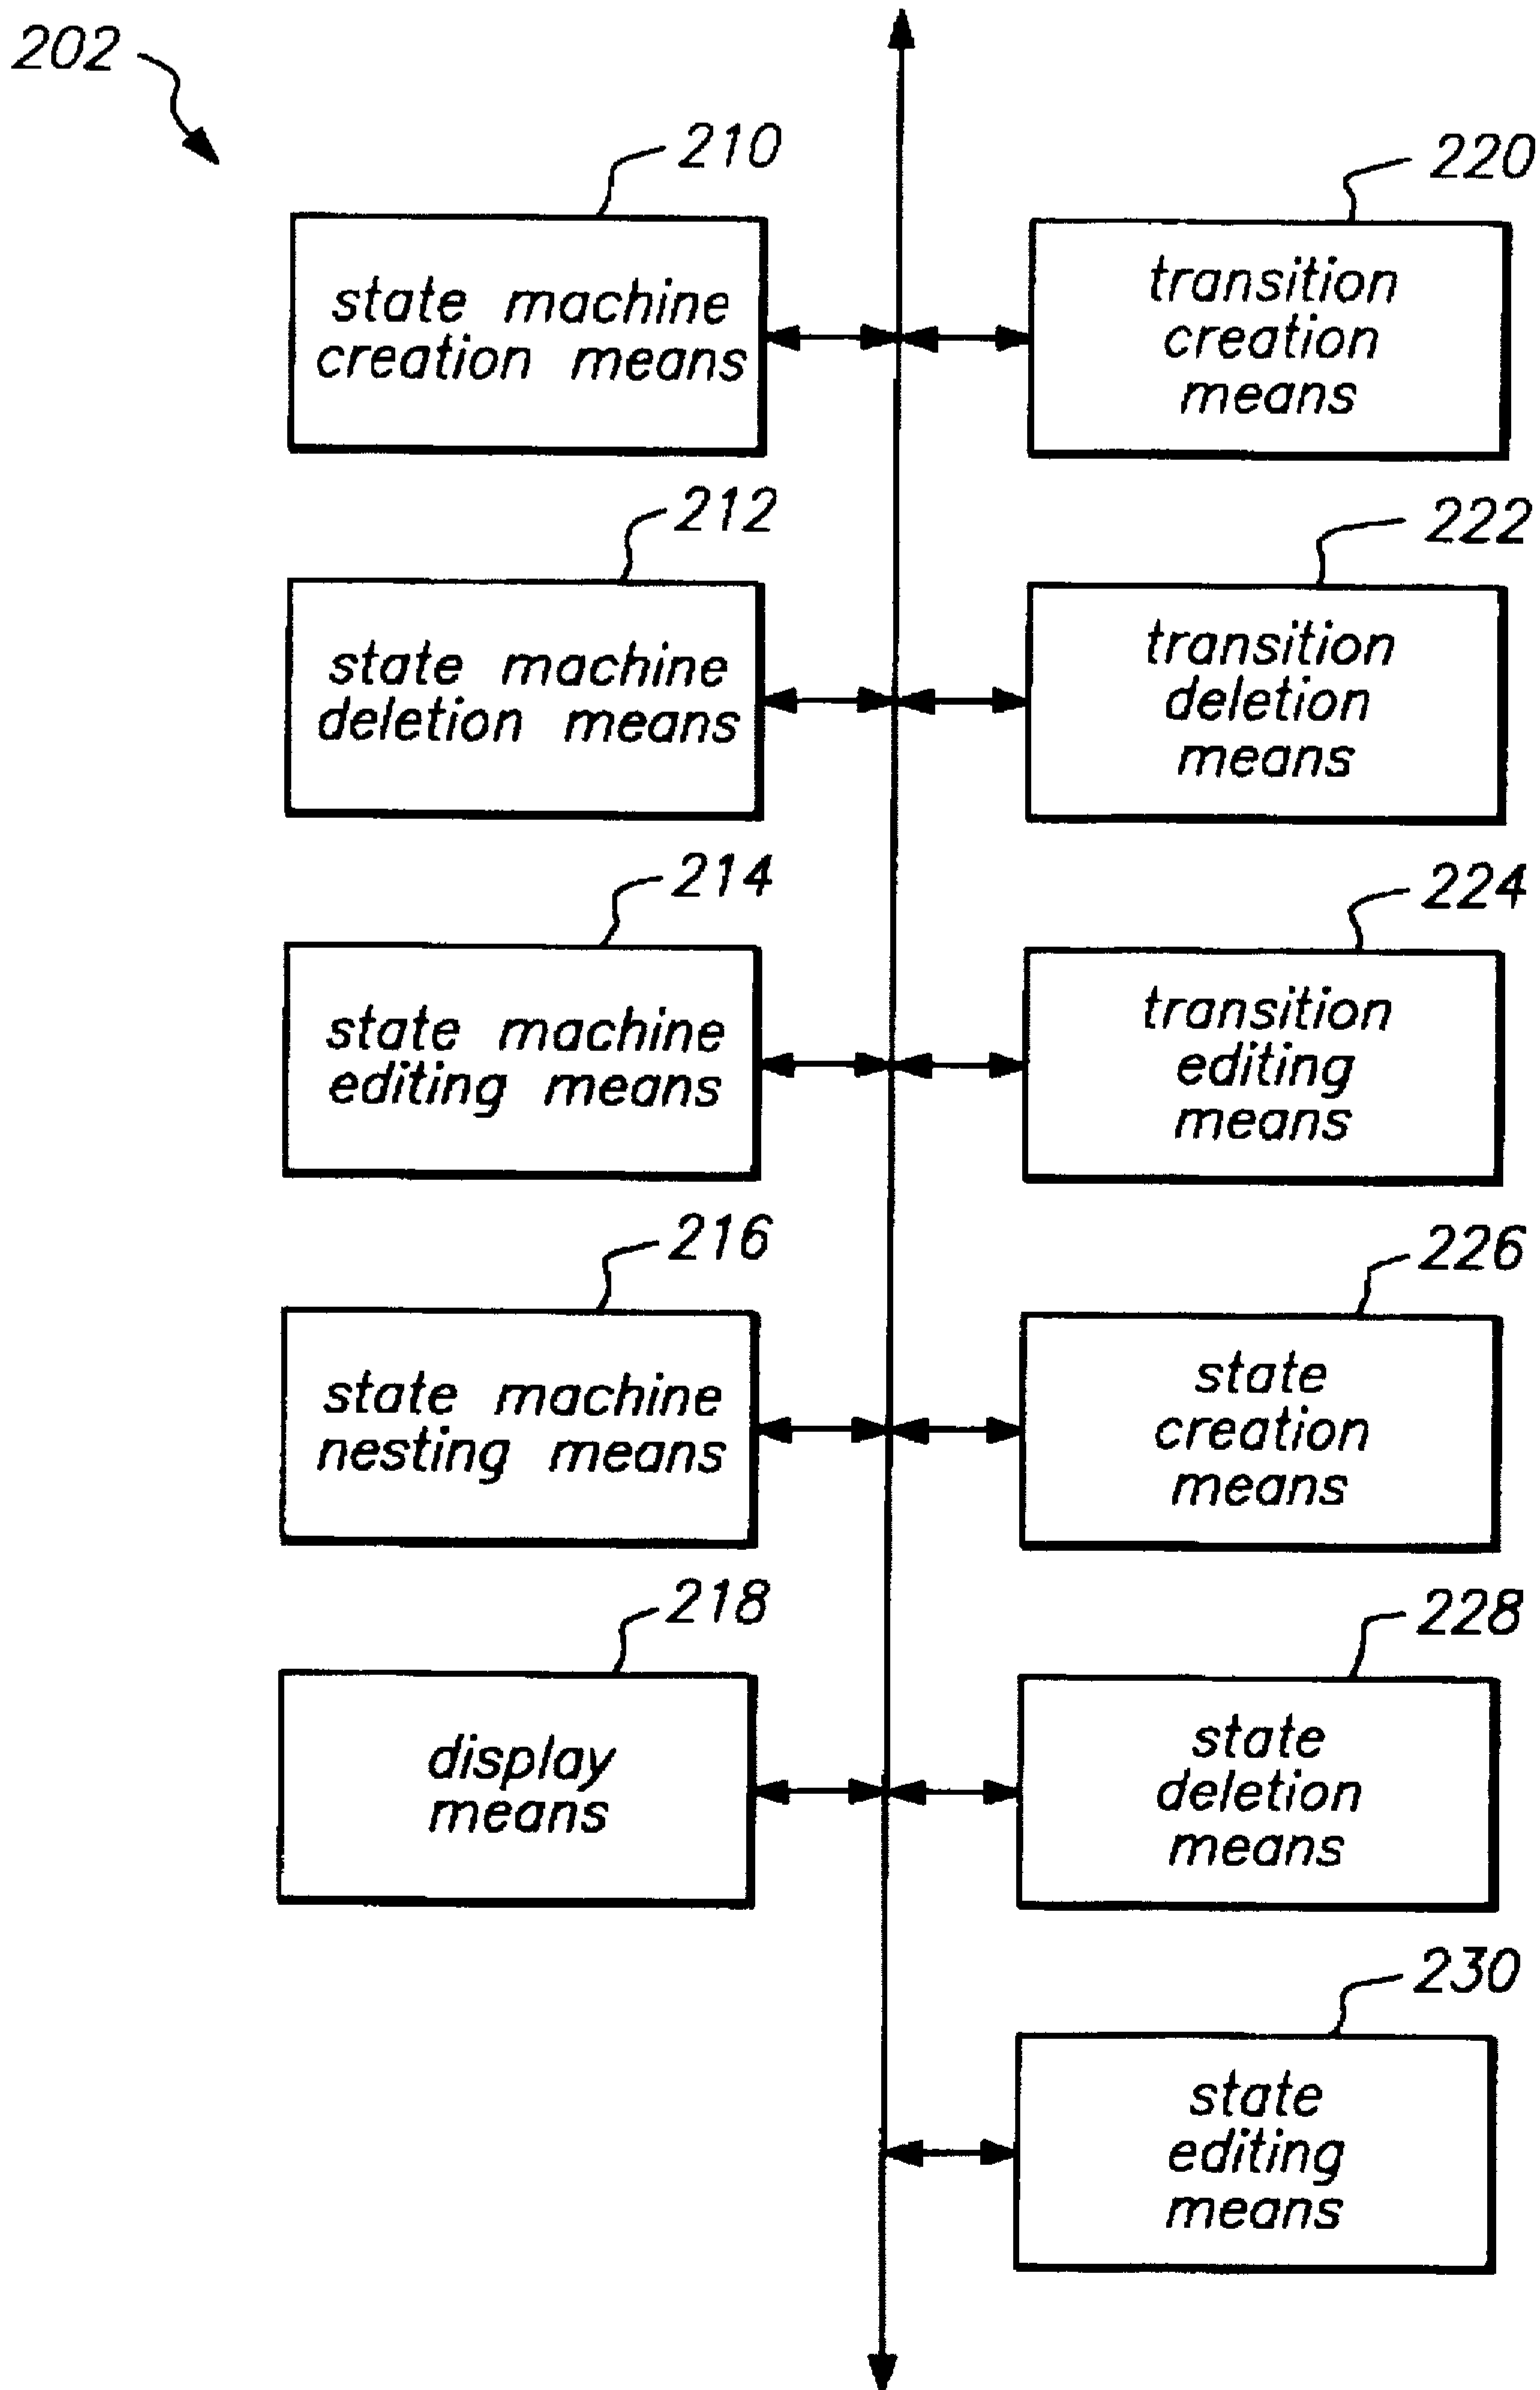 202
210
state machine
creation means
220
transition
creation
means
212
state machine
deletion means
222
transition
deletion
means
214
state machine
editing means
224
transition
editing
means
216
state machine
nesting means
226
state
creation
means
218
display
means
228
state
deletion
means
230
state
editing
means